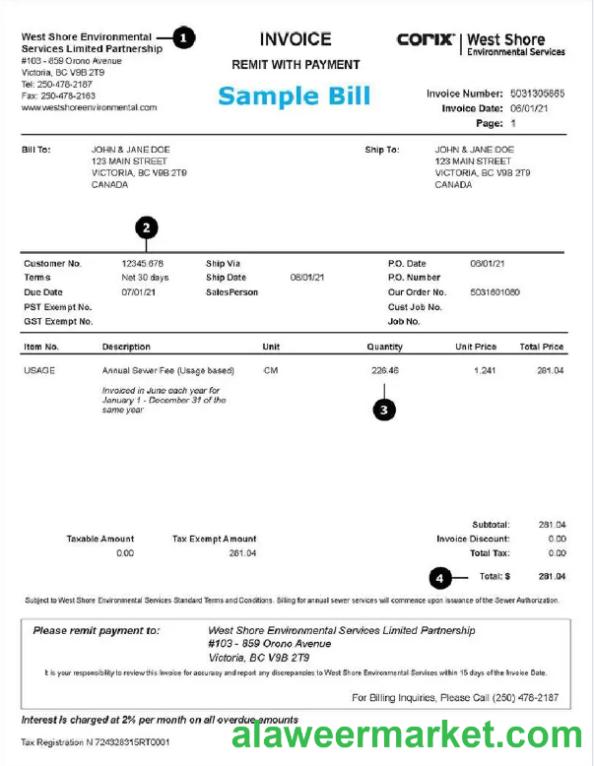 West Shore Environmental
Services Limited Partnership
#103 - 859 Orono Avenue
Victoria, BC V9B 2T9
Tel: 250-478-2187
Fax: 250-478-2163
www.westshoreenvironmental.com
1
INVOICE
REMIT WITH PAYMENT
Sample Bill
corix | West Shore
Environmental Services
Invoice Number: 5031305865
Invoice Date: 06/01/21
Page: 1
Bill To: JOHN & JANE DOE
123 MAIN STREET
VICTORIA, BC V9B 2T9
CANADA
Ship To: JOHN & JANE DOE
123 MAIN STREET
VICTORIA, BC V9B 2T9
CANADA
2
Customer No. 12345.678 Ship Via P.O. Date 06/01/21
Terms Net 30 days Ship Date 06/01/21 P.O. Number
Due Date 07/01/21 SalesPerson Our Order No. 5031601080
PST Exempt No. Cust Job No.
GST Exempt No. Job No.
Item No. Description Unit Quantity Unit Price Total Price
USAGE Annual Sewer Fee (Usage based) CM 226.46 1.241 281.04
Invoiced in June each year for
January 1 - December 31 of the
same year
3
Subtotal: 281.04
Taxable Amount Tax Exempt Amount Invoice Discount: 0.00
0.00 281.04 Total Tax: 0.00
4 Total: $ 281.04
Subject to West Shore Environmental Services Standard Terms and Conditions. Billing for annual sewer services will commence upon issuance of the Sewer Authorization.
Please remit payment to: West Shore Environmental Services Limited Partnership
#103 - 859 Orono Avenue
Victoria, BC V9B 2T9
It is your responsibility to review this invoice for accuracy and report any discrepancies to West Shore Environmental Services within 15 days of the Invoice Date.
For Billing Inquiries, Please Call (250) 478-2187
Interest is charged at 2% per month on all overdue amounts
Tax Registration N 724328315RT0001
alaweermarket.com